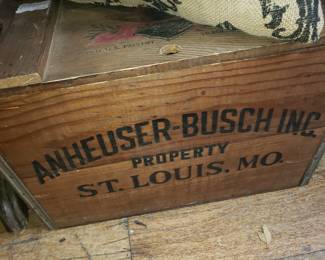 ANHEUSER-BUSCH INC.
PROPERTY
ST. LOUIS, MO.